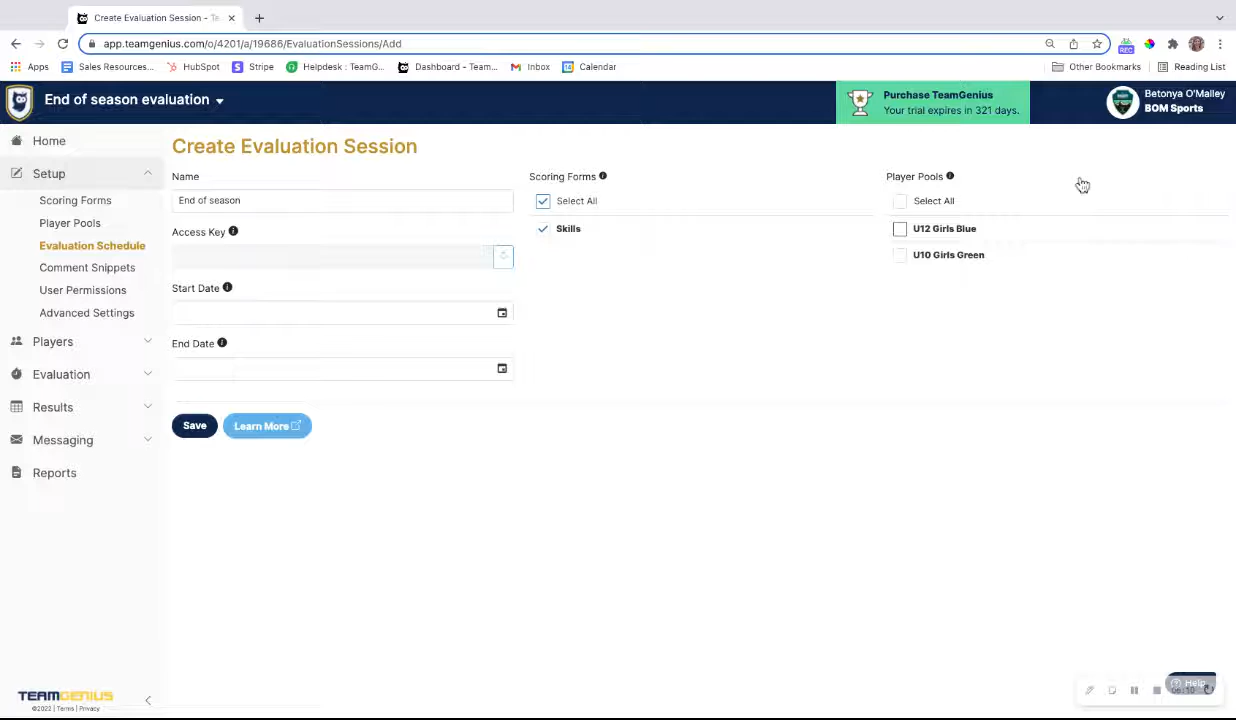 Create Evaluation Session - Te
app.teamgenius.com/o/4201/a/19686/EvaluationSessions/Add
REC
Apps
Sales Resources...
HubSpot
Stripe
Helpdesk : TeamG...
Dashboard - Team...
Inbox
Calendar
Other Bookmarks
Reading List
End of season evaluation
Purchase TeamGenius
Your trial expires in 321 days.
Betonya O'Malley
BOM Sports
Home
Setup
Scoring Forms
Player Pools
Evaluation Schedule
Comment Snippets
User Permissions
Advanced Settings
Players
Evaluation
Results
Messaging
Reports
Create Evaluation Session
Name
End of season
Access Key
Start Date
End Date
Save
Learn More
Scoring Forms
Select All
Skills
Player Pools
Select All
U12 Girls Blue
U10 Girls Green
TEAMGENIUS
©2022 | Terms | Privacy
Help